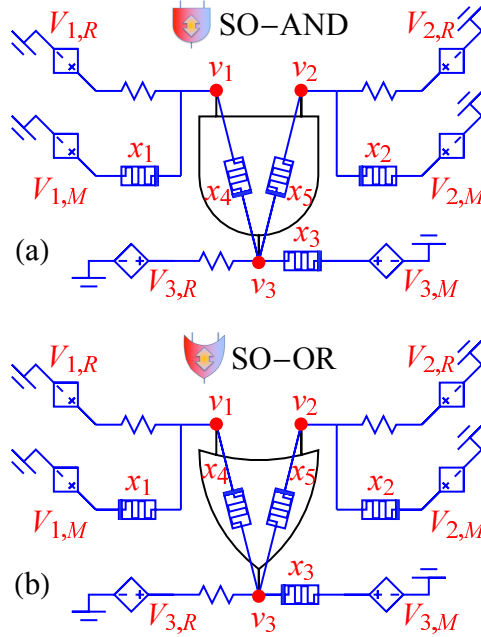 SO−AND
V1,R
V2,R
v1
v2
x1
x2
V1,M
x4
x5
V2,M
(a)
x3
V3,R
v3
V3,M
SO−OR
V1,R
V2,R
v1
v2
x4
x5
x1
x2
V1,M
V2,M
(b)
x3
V3,R
v3
V3,M